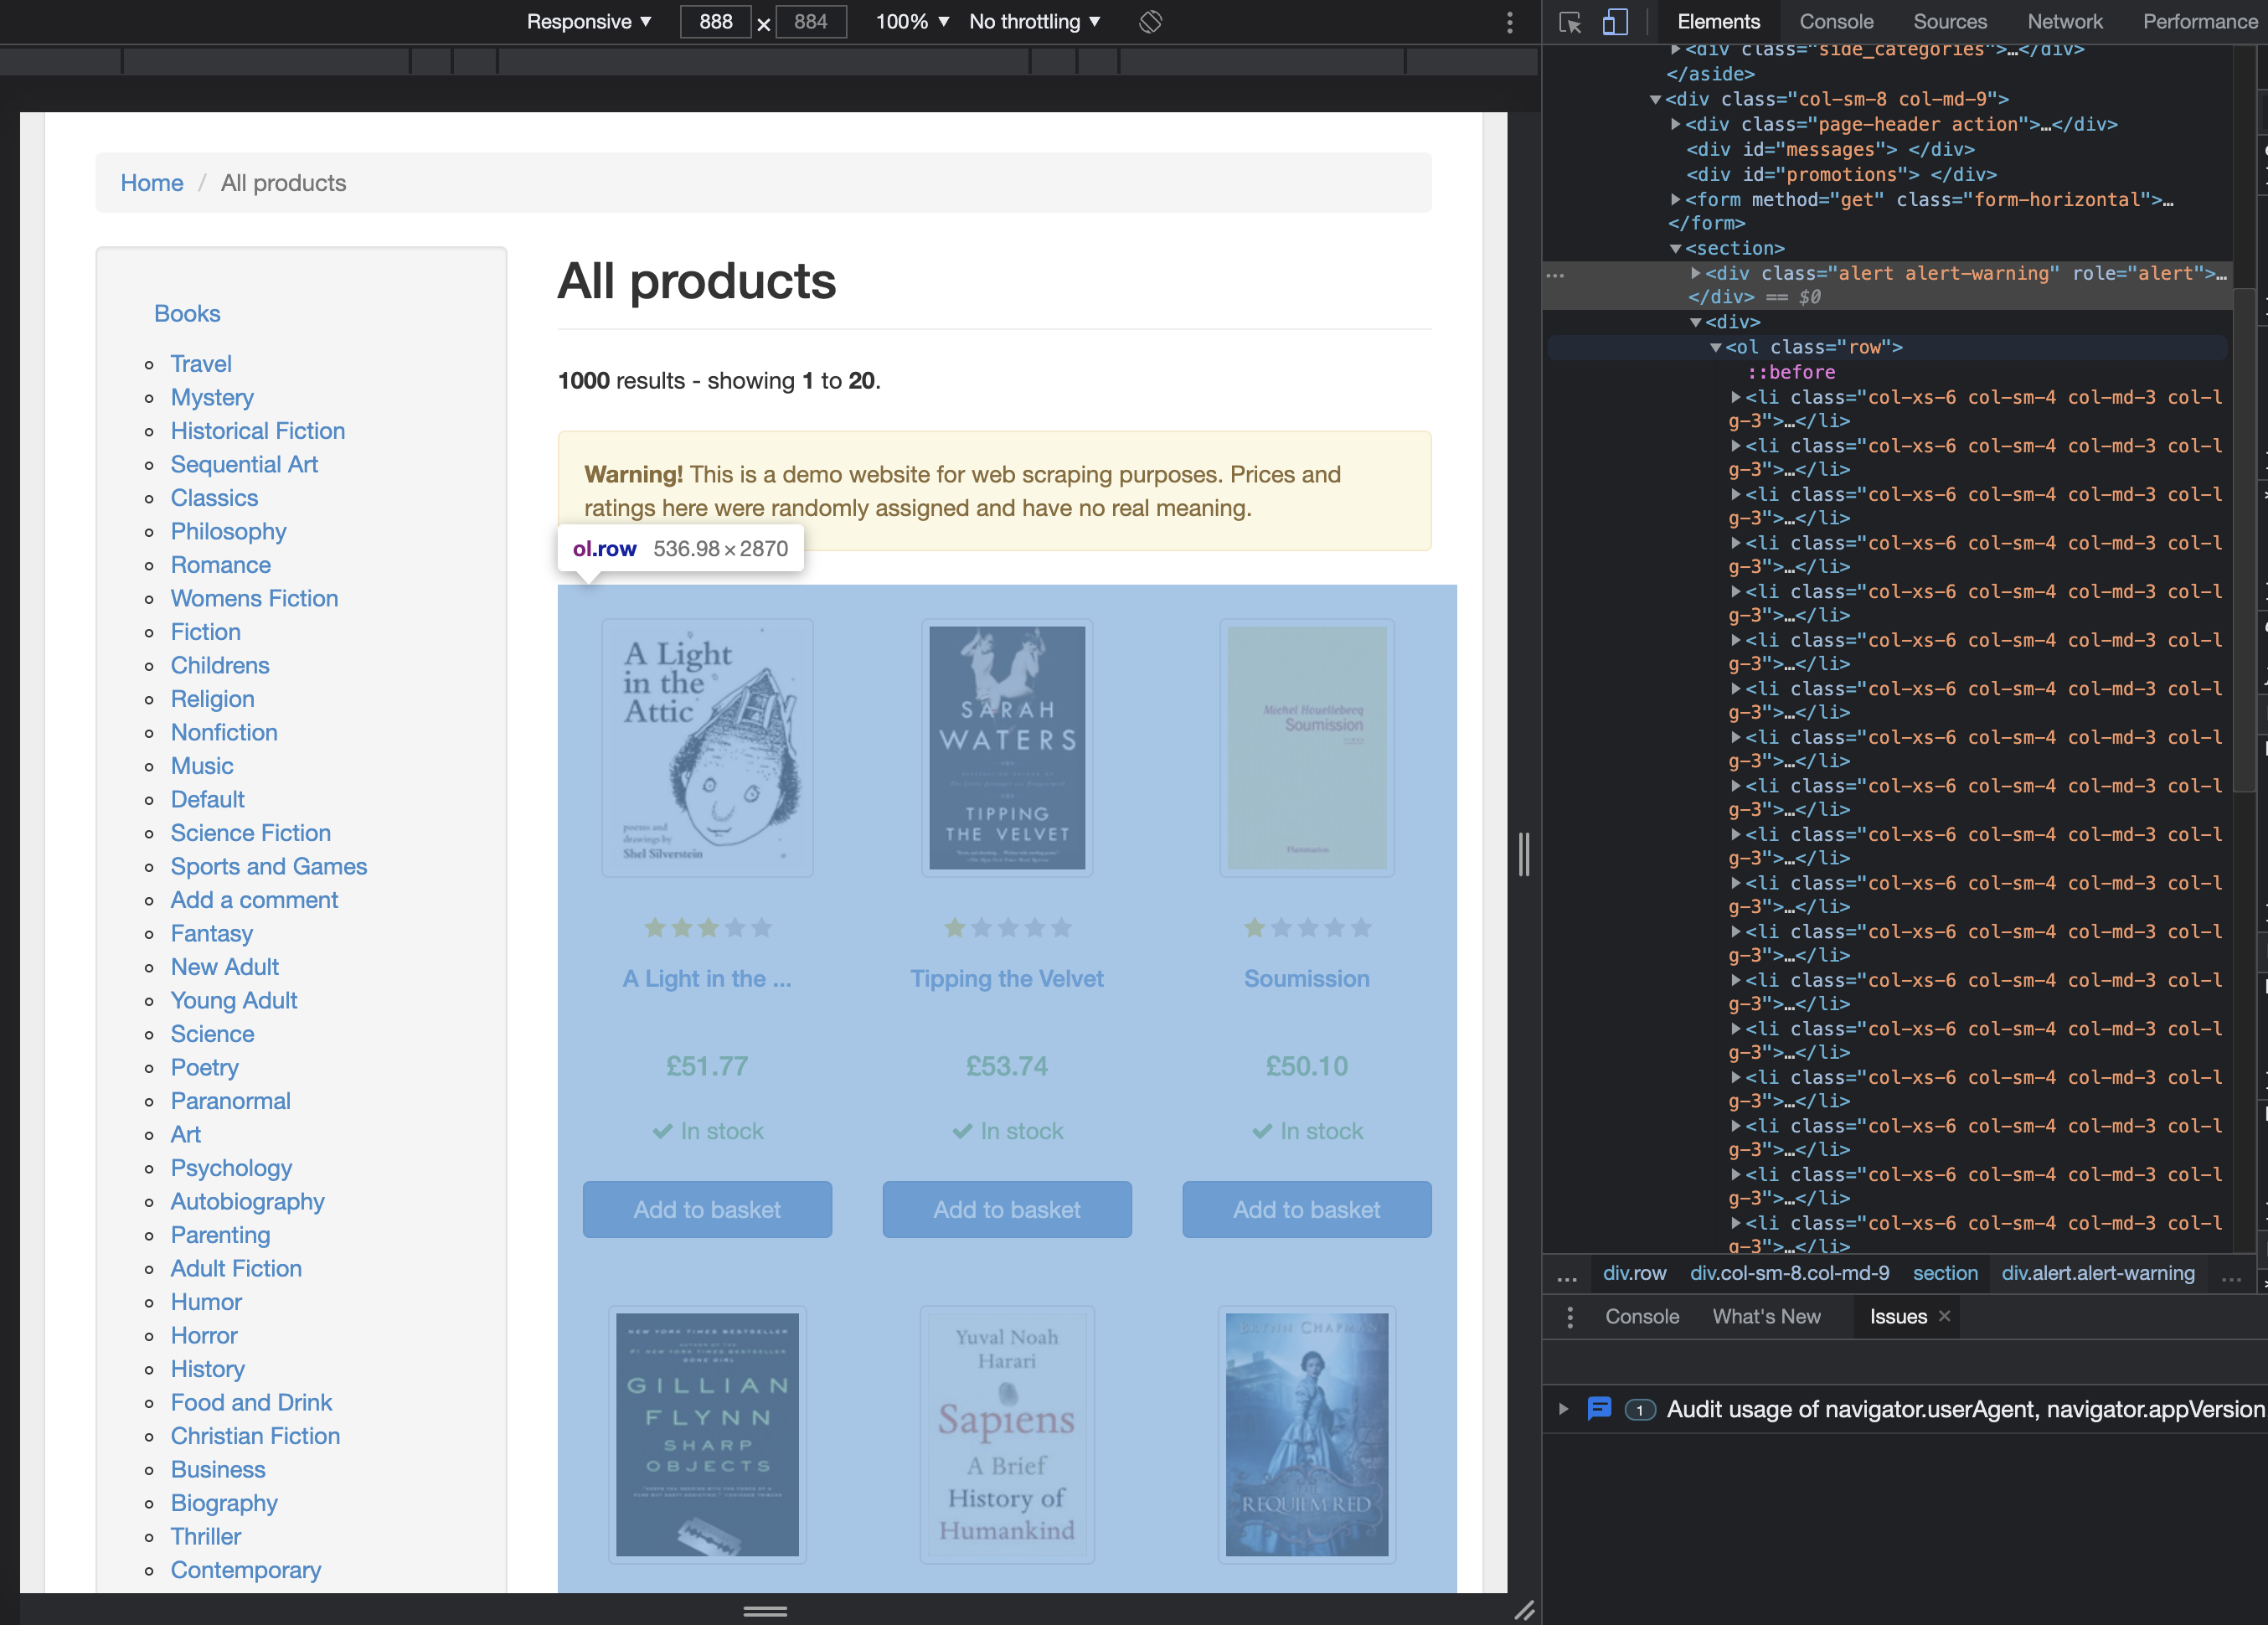 Responsive ▼ 888 × 884 100% ▼ No throttling ▼
Elements Console Sources Network Performance
Home / All products
Books
Travel
Mystery
Historical Fiction
Sequential Art
Classics
Philosophy
Romance
Womens Fiction
Fiction
Childrens
Religion
Nonfiction
Music
Default
Science Fiction
Sports and Games
Add a comment
Fantasy
New Adult
Young Adult
Science
Poetry
Paranormal
Art
Psychology
Autobiography
Parenting
Adult Fiction
Humor
Horror
History
Food and Drink
Christian Fiction
Business
Biography
Thriller
Contemporary
All products
1000 results - showing 1 to 20.
Warning! This is a demo website for web scraping purposes. Prices and
ratings here were randomly assigned and have no real meaning.
ol.row 536.98 × 2870
A Light
in the
Attic
poems and
drawings by
Shel Silverstein
SARAH
WATERS
TIPPING
THE VELVET
Michel Houellebecq
Soumission
Flammarion
A Light in the ... Tipping the Velvet Soumission
£51.77 £53.74 £50.10
In stock In stock In stock
Add to basket Add to basket Add to basket
NEW YORK TIMES BESTSELLER
GONE GIRL
GILLIAN
FLYNN
SHARP
OBJECTS
Yuval Noah
Harari
Sapiens
A Brief
History of
Humankind
BRYNN CHAPMAN
REQUIEM RED
<div class="side_categories">…</div>
</aside>
<div class="col-sm-8 col-md-9">
<div class="page-header action">…</div>
<div id="messages"> </div>
<div id="promotions"> </div>
<form method="get" class="form-horizontal">…
</form>
<section>
<div class="alert alert-warning" role="alert">…
</div> == $0
<div>
<ol class="row">
::before
<li class="col-xs-6 col-sm-4 col-md-3 col-l
g-3">…</li>
<li class="col-xs-6 col-sm-4 col-md-3 col-l
g-3">…</li>
<li class="col-xs-6 col-sm-4 col-md-3 col-l
g-3">…</li>
<li class="col-xs-6 col-sm-4 col-md-3 col-l
g-3">…</li>
<li class="col-xs-6 col-sm-4 col-md-3 col-l
g-3">…</li>
<li class="col-xs-6 col-sm-4 col-md-3 col-l
g-3">…</li>
<li class="col-xs-6 col-sm-4 col-md-3 col-l
g-3">…</li>
<li class="col-xs-6 col-sm-4 col-md-3 col-l
g-3">…</li>
<li class="col-xs-6 col-sm-4 col-md-3 col-l
g-3">…</li>
<li class="col-xs-6 col-sm-4 col-md-3 col-l
g-3">…</li>
<li class="col-xs-6 col-sm-4 col-md-3 col-l
g-3">…</li>
<li class="col-xs-6 col-sm-4 col-md-3 col-l
g-3">…</li>
<li class="col-xs-6 col-sm-4 col-md-3 col-l
g-3">…</li>
<li class="col-xs-6 col-sm-4 col-md-3 col-l
g-3">…</li>
<li class="col-xs-6 col-sm-4 col-md-3 col-l
g-3">…</li>
<li class="col-xs-6 col-sm-4 col-md-3 col-l
g-3">…</li>
<li class="col-xs-6 col-sm-4 col-md-3 col-l
g-3">…</li>
<li class="col-xs-6 col-sm-4 col-md-3 col-l
g-3">…</li>
... div.row div.col-sm-8.col-md-9 section div.alert.alert-warning ...
Console What's New Issues ×
1 Audit usage of navigator.userAgent, navigator.appVersion